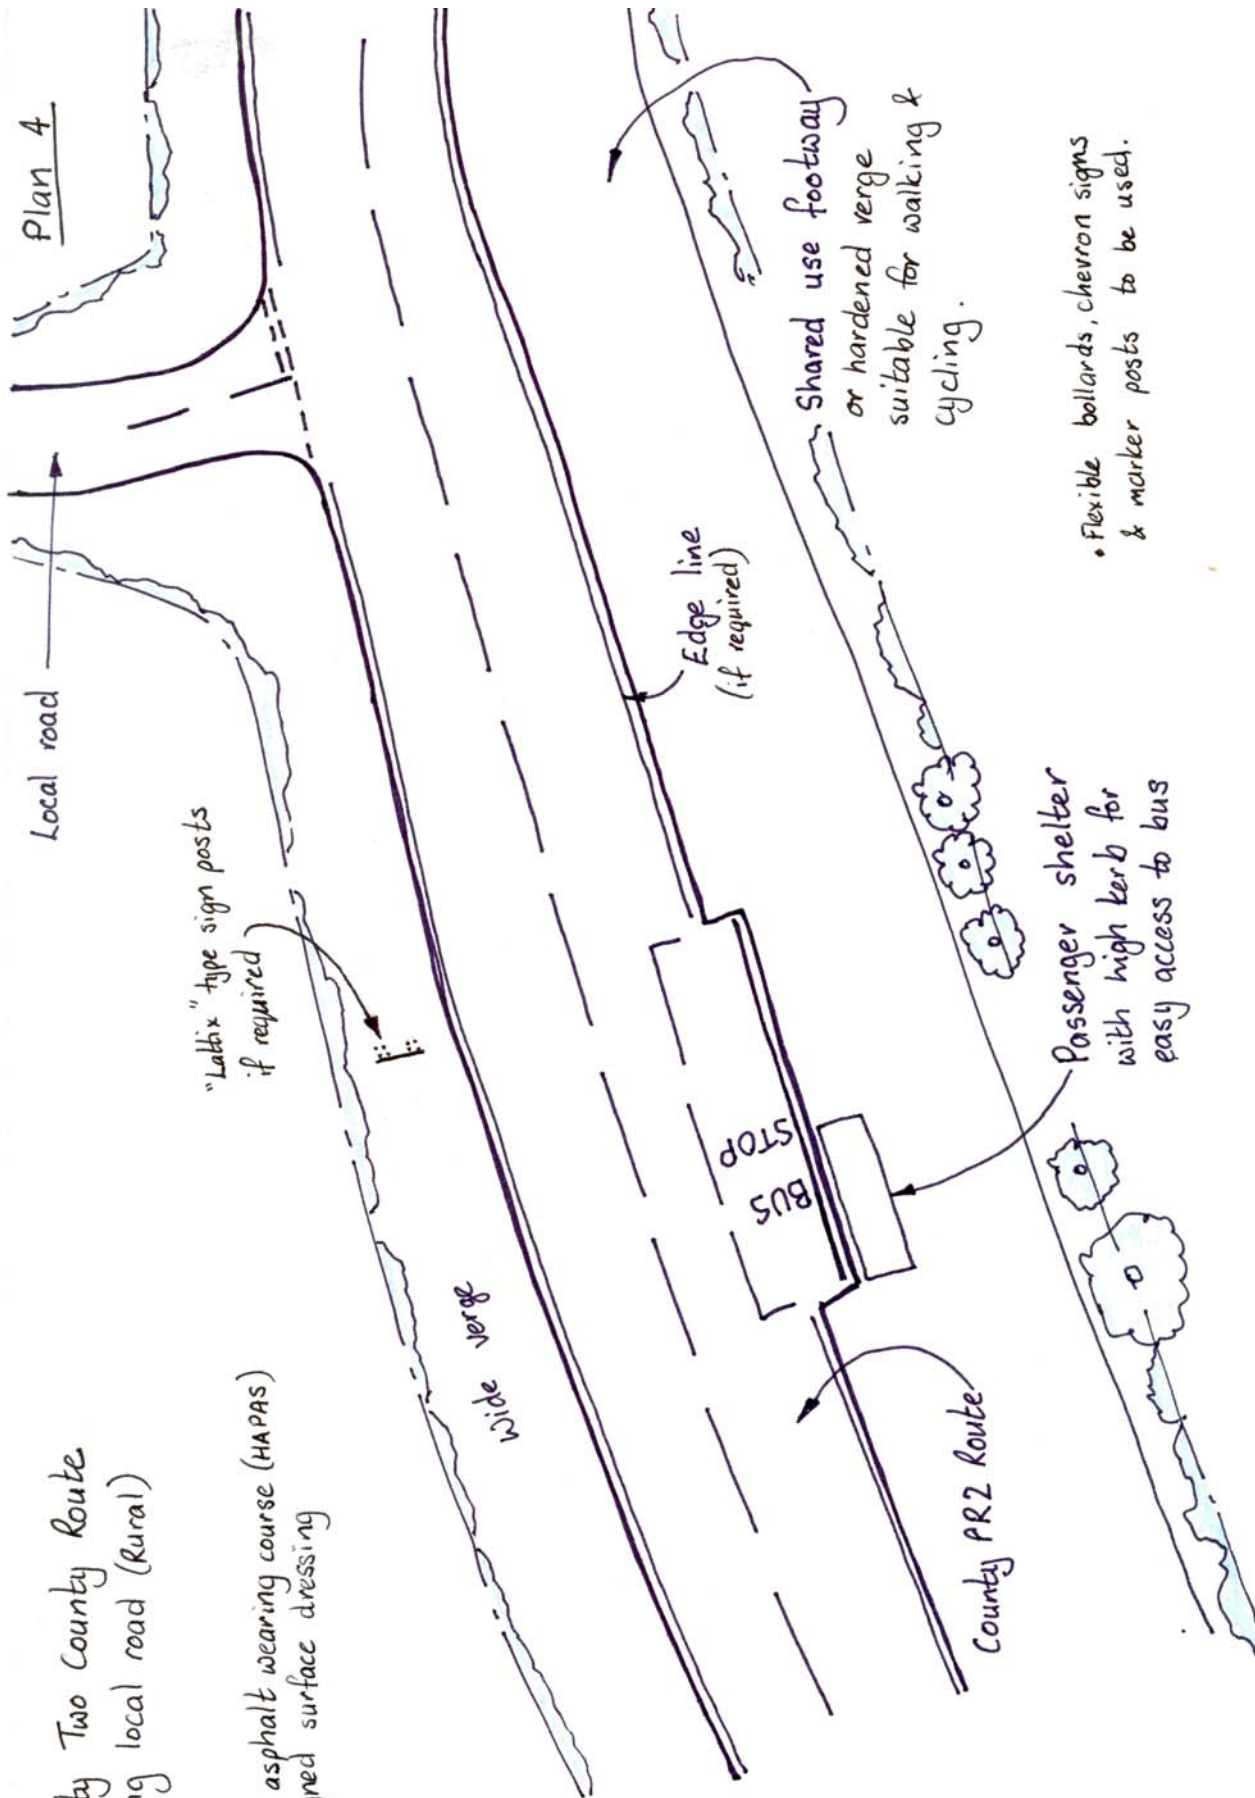 ty Two County Route
g local road (Rural)
Plan 4
Local road
asphalt wearing course (HAPAS)
ned surface dressing
"Lattix" type sign posts
if required
Wide verge
BUS STOP
Edge line
(if required)
Shared use footway
or hardened verge
suitable for walking &
cycling.
County PR2 Route
Passenger shelter
with high kerb for
easy access to bus
• Flexible bollards, chevron signs
& marker posts to be used.